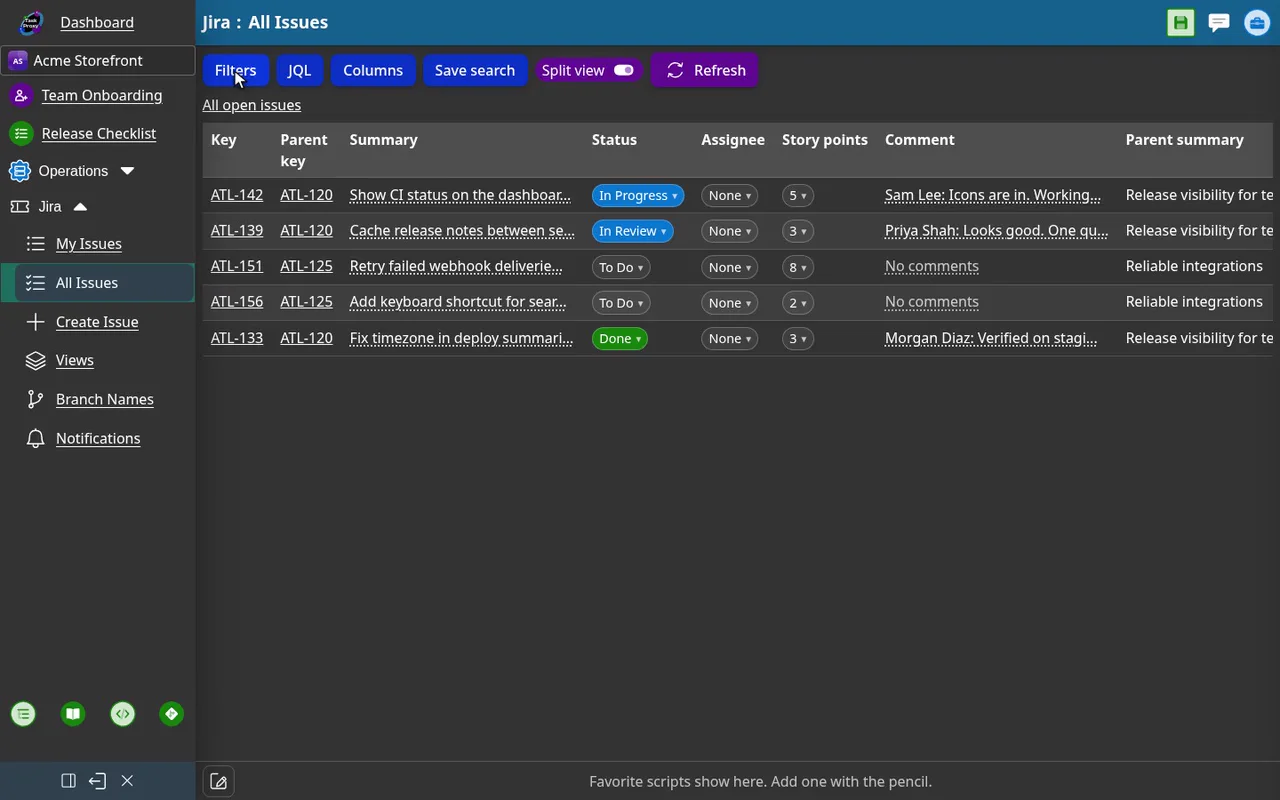 Dashboard
Jira : All Issues
AS Acme Storefront
Team Onboarding
Release Checklist
Operations
Jira
My Issues
All Issues
Create Issue
Views
Branch Names
Notifications
Filters JQL Columns Save search Split view Refresh
All open issues
Key Parent key Summary Status Assignee Story points Comment Parent summary
ATL-142 ATL-120 Show CI status on the dashboar... In Progress None 5 Sam Lee: Icons are in. Working... Release visibility for te
ATL-139 ATL-120 Cache release notes between se... In Review None 3 Priya Shah: Looks good. One qu... Release visibility for te
ATL-151 ATL-125 Retry failed webhook deliverie... To Do None 8 No comments Reliable integrations
ATL-156 ATL-125 Add keyboard shortcut for sear... To Do None 2 No comments Reliable integrations
ATL-133 ATL-120 Fix timezone in deploy summari... Done None 3 Morgan Diaz: Verified on stagi... Release visibility for te
Favorite scripts show here. Add one with the pencil.